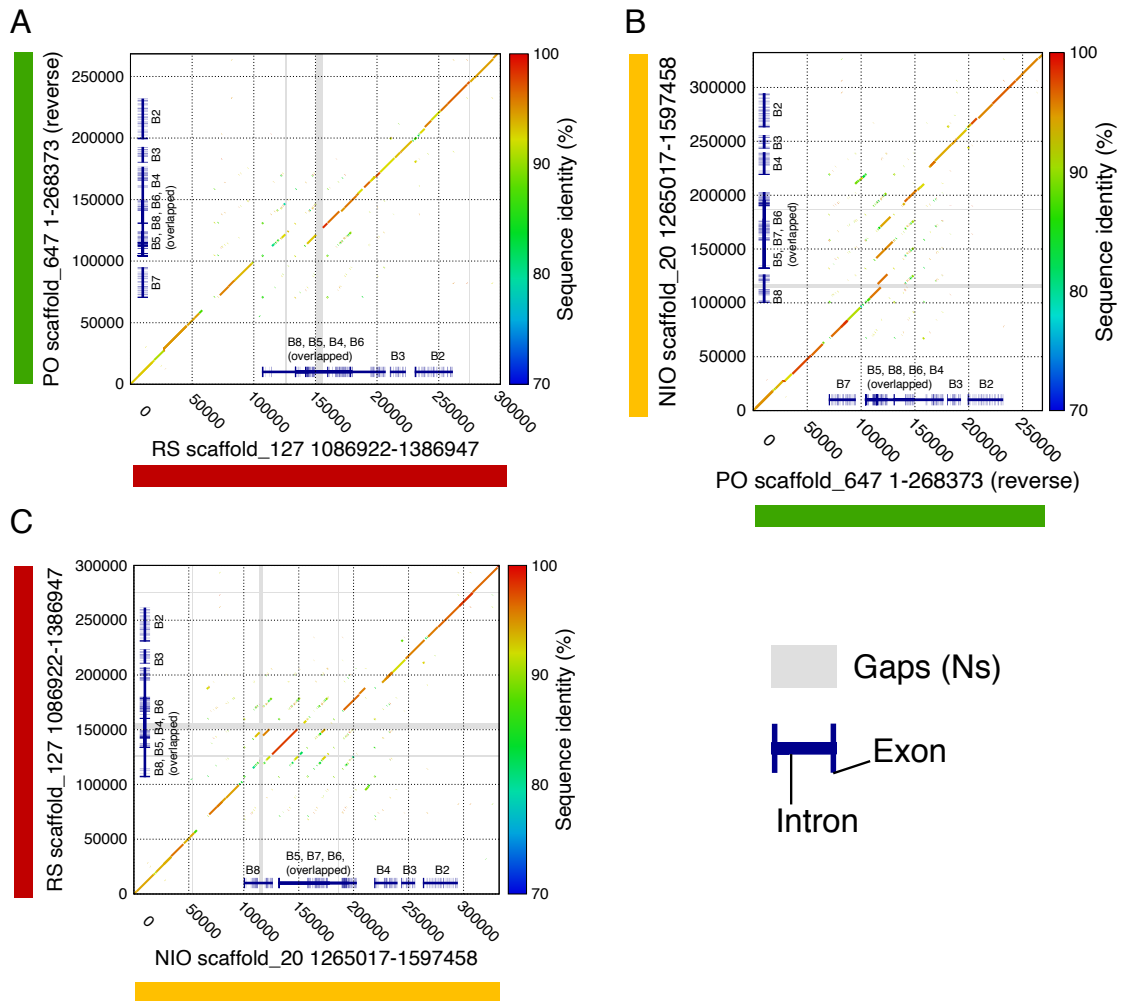 A
PO scaffold_647 1-268373 (reverse)
250000
200000
150000
100000
50000
0
B2
B3
B4
B5, B8, B6,
(overlapped)
B7
B8, B5, B4, B6
(overlapped)
B3
B2
0
50000
100000
150000
200000
250000
300000
RS scaffold_127 1086922-1386947
100
90
80
70
Sequence identity (%)
B
NIO scaffold_20 1265017-1597458
300000
250000
200000
150000
100000
50000
0
B2
B3
B4
B5, B7, B6
(overlapped)
B8
B7
B5, B8, B6, B4
(overlapped)
B3
B2
0
50000
100000
150000
200000
250000
PO scaffold_647 1-268373 (reverse)
100
90
80
70
Sequence identity (%)
C
RS scaffold_127 1086922-1386947
300000
250000
200000
150000
100000
50000
0
B2
B3
B8, B5, B4, B6
(overlapped)
B8
B5, B7, B6,
(overlapped)
B4
B3
B2
0
50000
100000
150000
200000
250000
300000
NIO scaffold_20 1265017-1597458
100
90
80
70
Sequence identity (%)
Gaps (Ns)
Exon
Intron